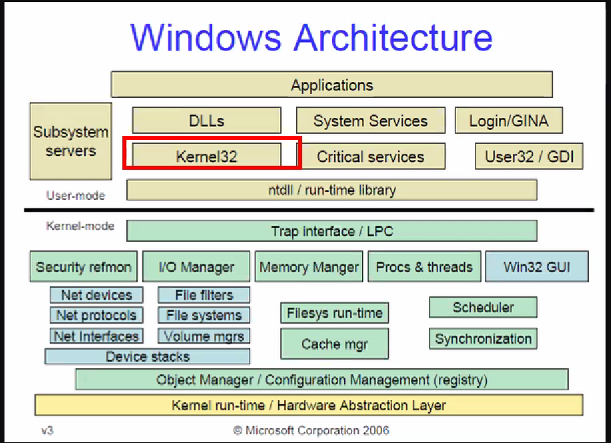 Windows Architecture
Applications
Subsystem
servers
DLLs
System Services
Login/GINA
Kernel32
Critical services
User32 / GDI
User-mode
ntdll / run-time library
Kernel-mode
Trap interface / LPC
Security refmon
I/O Manager
Memory Manger
Procs & threads
Win32 GUI
Net devices
File filters
Net protocols
File systems
Net Interfaces
Volume mgrs
Device stacks
Filesys run-time
Cache mgr
Scheduler
Synchronization
Object Manager / Configuration Management (registry)
Kernel run-time / Hardware Abstraction Layer
v3
© Microsoft Corporation 2006